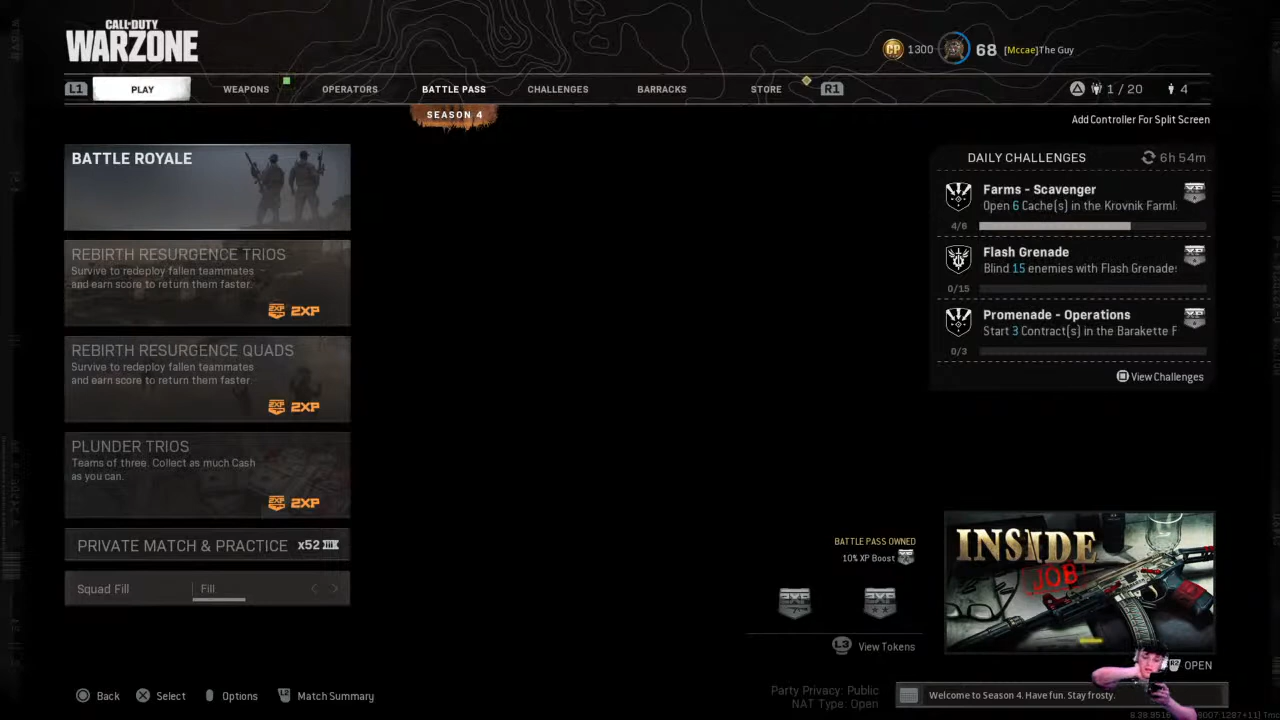 CALL OF DUTY
WARZONE
CP 1300 68 [Mccae]The Guy
L1 PLAY WEAPONS OPERATORS BATTLE PASS CHALLENGES BARRACKS STORE R1 1 / 20 4
SEASON 4
Add Controller For Split Screen
BATTLE ROYALE
REBIRTH RESURGENCE TRIOS
Survive to redeploy fallen teammates
and earn score to return them faster.
2XP
REBIRTH RESURGENCE QUADS
Survive to redeploy fallen teammates
and earn score to return them faster.
2XP
PLUNDER TRIOS
Teams of three. Collect as much Cash
as you can.
2XP
PRIVATE MATCH & PRACTICE x52
Squad Fill Fill
DAILY CHALLENGES 6h 54m
Farms - Scavenger
Open 6 Cache(s) in the Krovnik Farml
4/6
Flash Grenade
Blind 15 enemies with Flash Grenade
0/15
Promenade - Operations
Start 3 Contract(s) in the Barakett
0/3
View Challenges
BATTLE PASS OWNED
10% XP Boost
2XP 2XP
L3 View Tokens
INSIDE
JOB
OPEN
Back Select Options L2 Match Summary
Party Privacy: Public
NAT Type: Open
Welcome to Season 4. Have fun. Stay frosty.